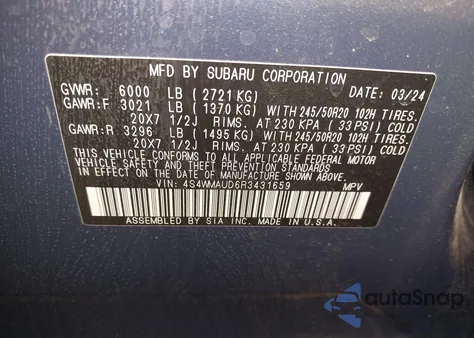 MFD BY SUBARU CORPORATION
GVWR: 6000 LB (2721 KG) DATE: 03/24
GAWR:F 3021 LB (1370 KG) WITH 245/50R20 102H TIRES.
20X7 1/2J RIMS. AT 230 KPA (33 PSI) COLD
GAWR:R 3296 LB (1495 KG) WITH 245/50R20 102H TIRES.
20X7 1/2J RIMS. AT 230 KPA (33 PSI) COLD
THIS VEHICLE CONFORMS TO ALL APPLICABLE FEDERAL MOTOR
VEHICLE SAFETY AND THEFT PREVENTION STANDARDS
IN EFFECT ON THE DATE OF MANUFACTURE SHOWN ABOVE.
VIN: 4S4WMAUD6R3431659 MPV
ASSEMBLED BY SIA INC. MADE IN U.S.A.
autoSnap